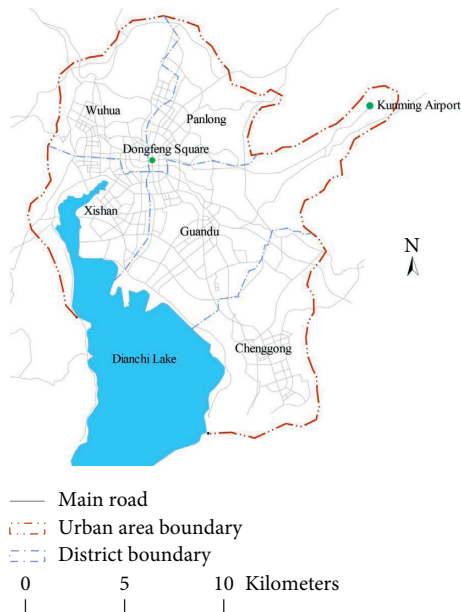 Wuhua
Panlong
Kunming Airport
Dongfeng Square
Xishan
Guandu
N
Chenggong
Dianchi Lake
Main road
Urban area boundary
District boundary
0 5 10 Kilometers